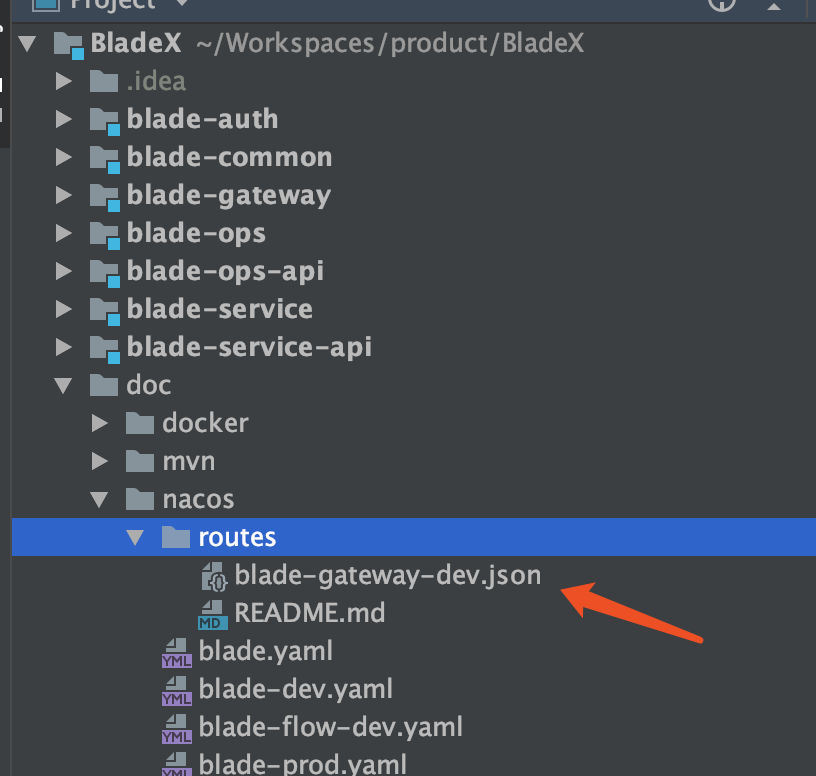 Project
BladeX ~/Workspaces/product/BladeX
.idea
blade-auth
blade-common
blade-gateway
blade-ops
blade-ops-api
blade-service
blade-service-api
doc
docker
mvn
nacos
routes
blade-gateway-dev.json
MD README.md
YML blade.yaml
YML blade-dev.yaml
YML blade-flow-dev.yaml
YML blade-prod.yaml